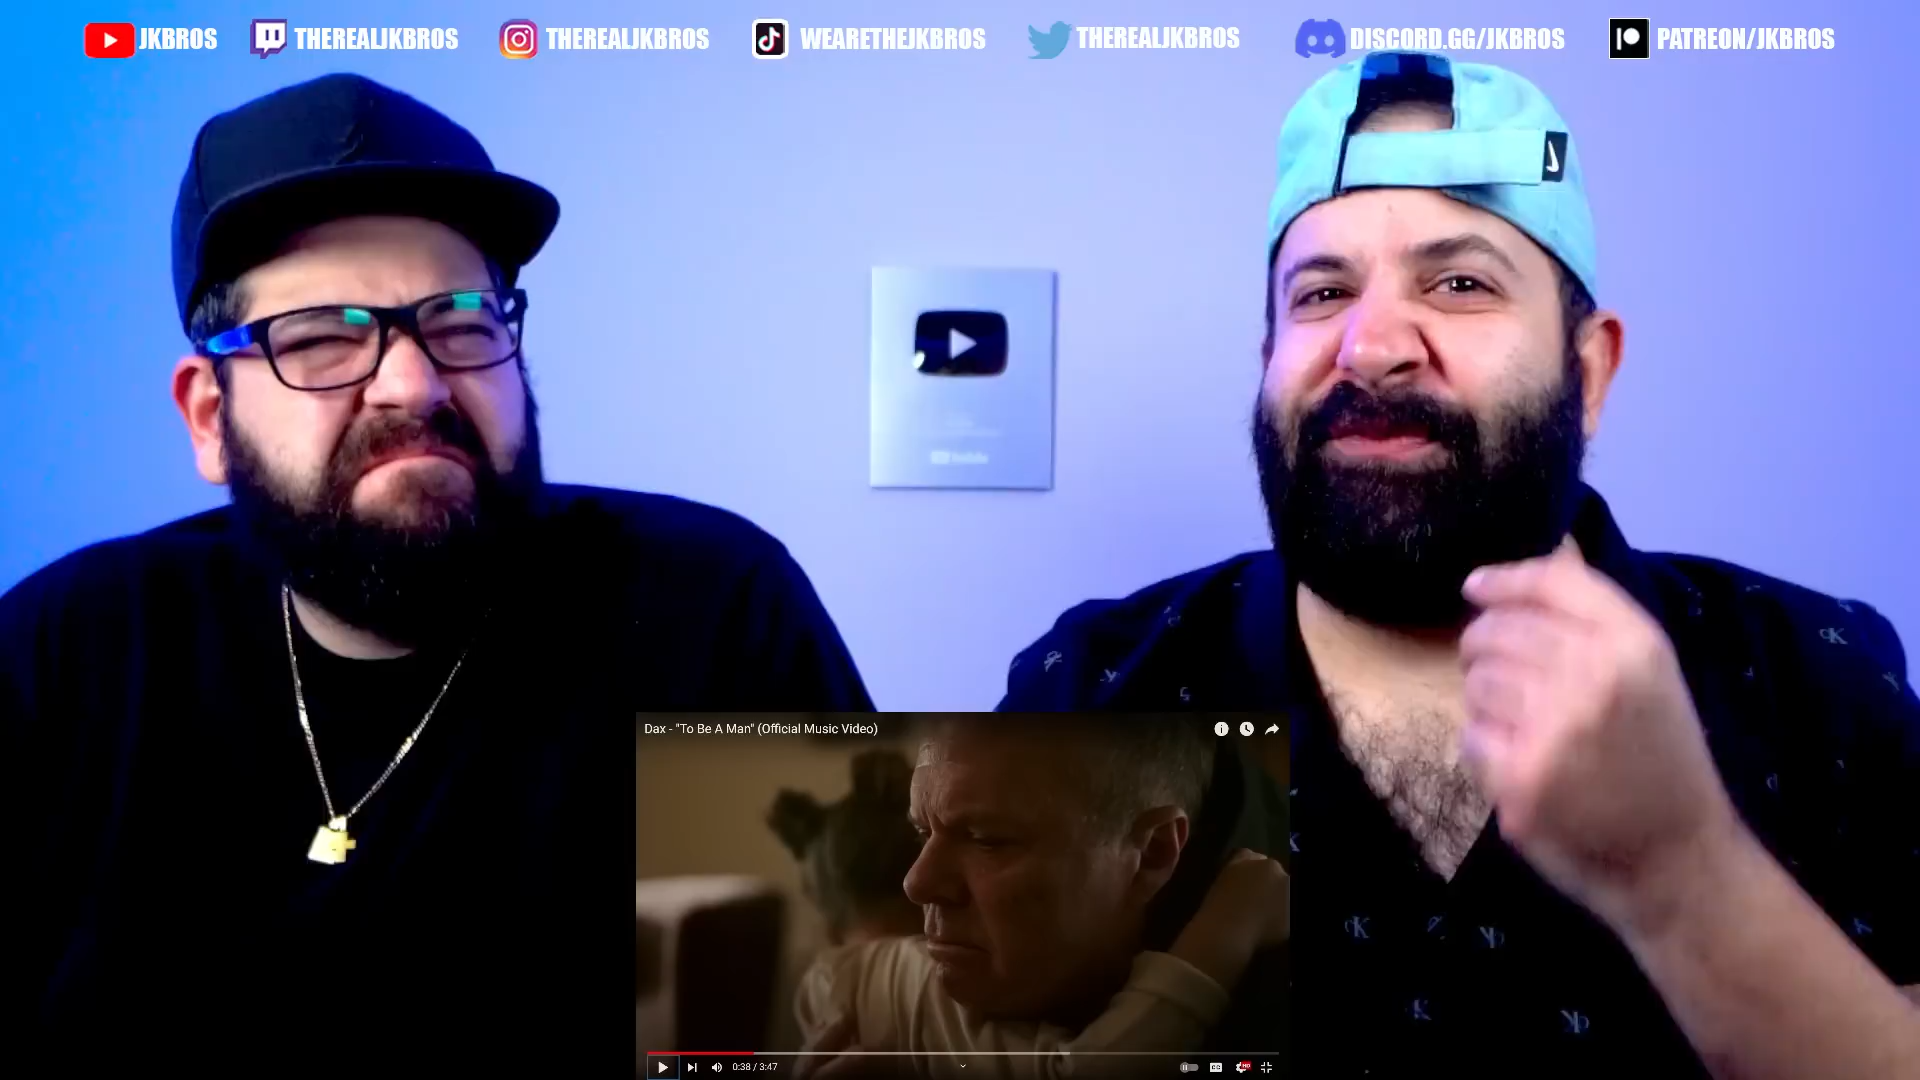 JKBROS THEREALJKBROS THEREALJKBROS WEARETHEJKBROS THEREALJKBROS DISCORD.GG/JKBROS PATREON/JKBROS
Dax - "To Be A Man" (Official Music Video)
0:38 / 3:47